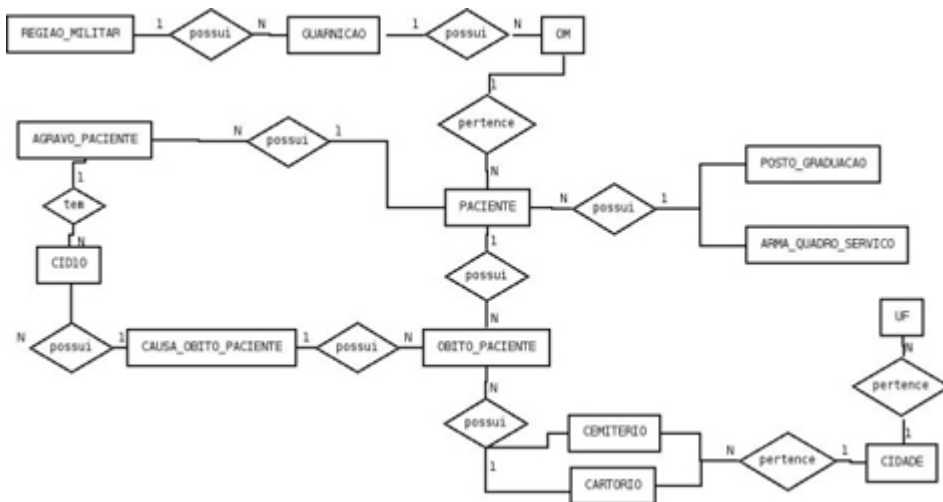 REGIAO_MILITAR 1 possui N GUARNICAO 1 possui N OM
1
pertence
AGRAVO_PACIENTE N possui 1
N
1
tem
N
CID10
PACIENTE N possui 1
POSTO_GRADUACAO
ARMA_QUADRO_SERVICO
1
possui
N
N possui 1 CAUSA_OBITO_PACIENTE 1 possui N OBITO_PACIENTE
UF
N
pertence
1
N
possui
1
CEMITERIO
CARTORIO
N pertence 1 CIDADE